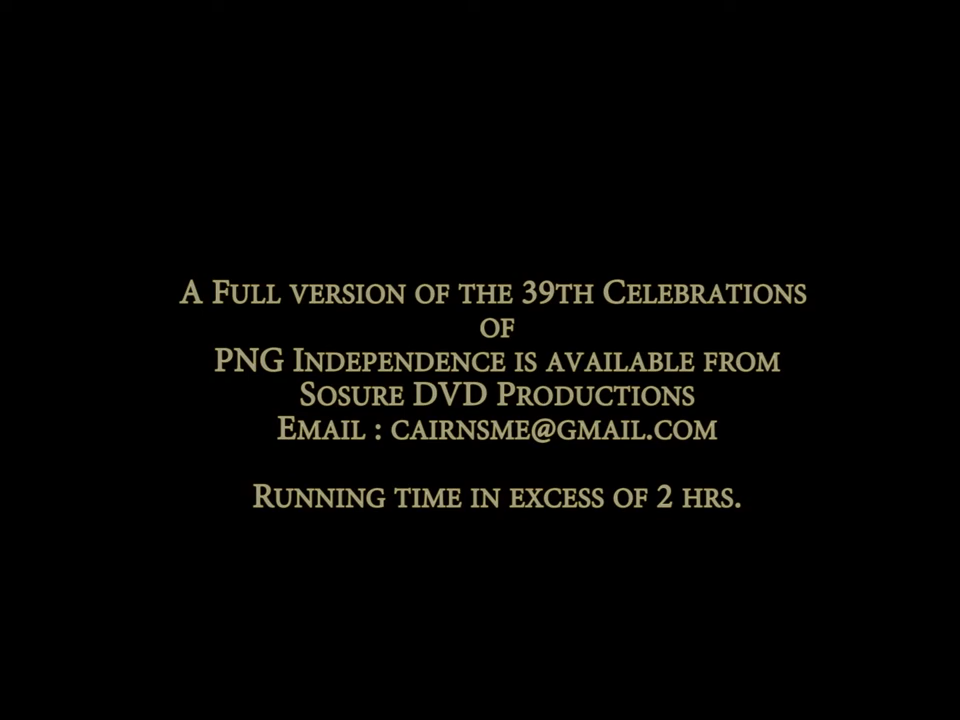 A Full version of the 39th Celebrations
of
PNG Independence is available from
Sosure DVD Productions
Email : cairnsme@gmail.com
Running time in excess of 2 hrs.